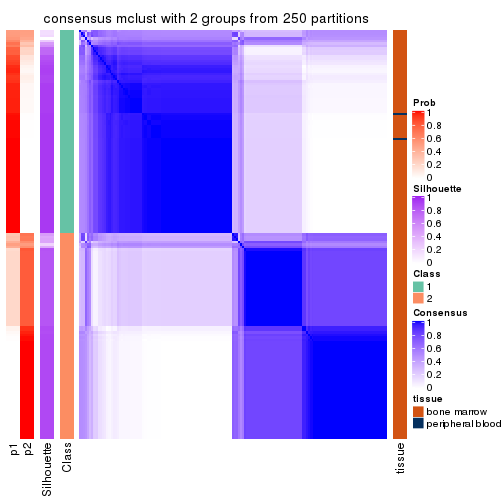 consensus mclust with 2 groups from 250 partitions
Prob
1
0.8
0.6
0.4
0.2
0
Silhouette
1
0.8
0.6
0.4
0.2
0
Class
1
2
Consensus
1
0.8
0.6
0.4
0.2
0
tissue
bone marrow
peripheral blood
p1
p2
Silhouette
Class
tissue